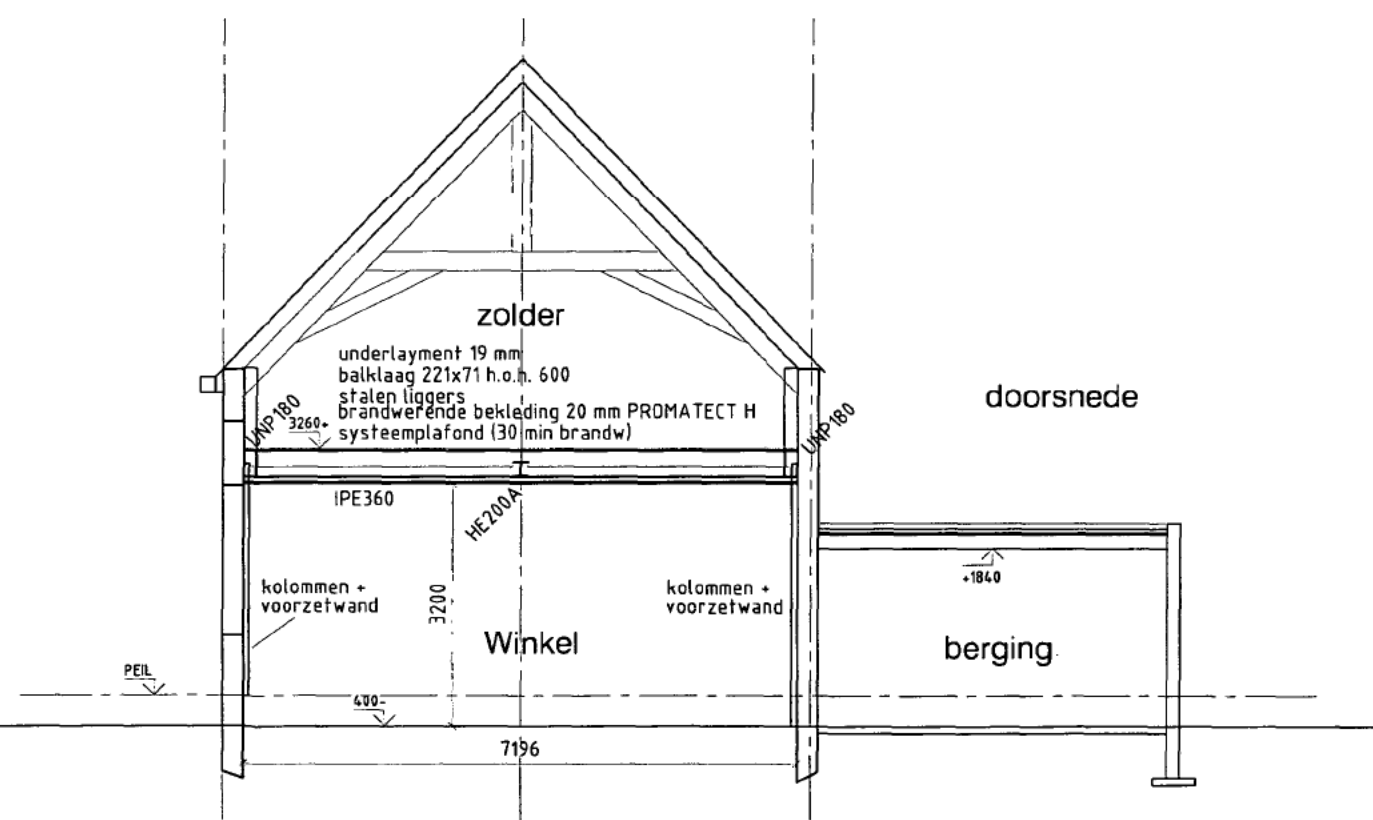 zolder
underlayment 19 mm
balklaag 221x71 h.o.h. 600
stalen liggers
brandwerende bekleding 20 mm PROMATECT H
systeemplafond (30 min brandw)
UNP180
3260+
UNP180
doorsnede
IPE360
HE200A
+1840
kolommen +
voorzetwand
3200
kolommen +
voorzetwand
Winkel
berging
PEIL
400-
7196